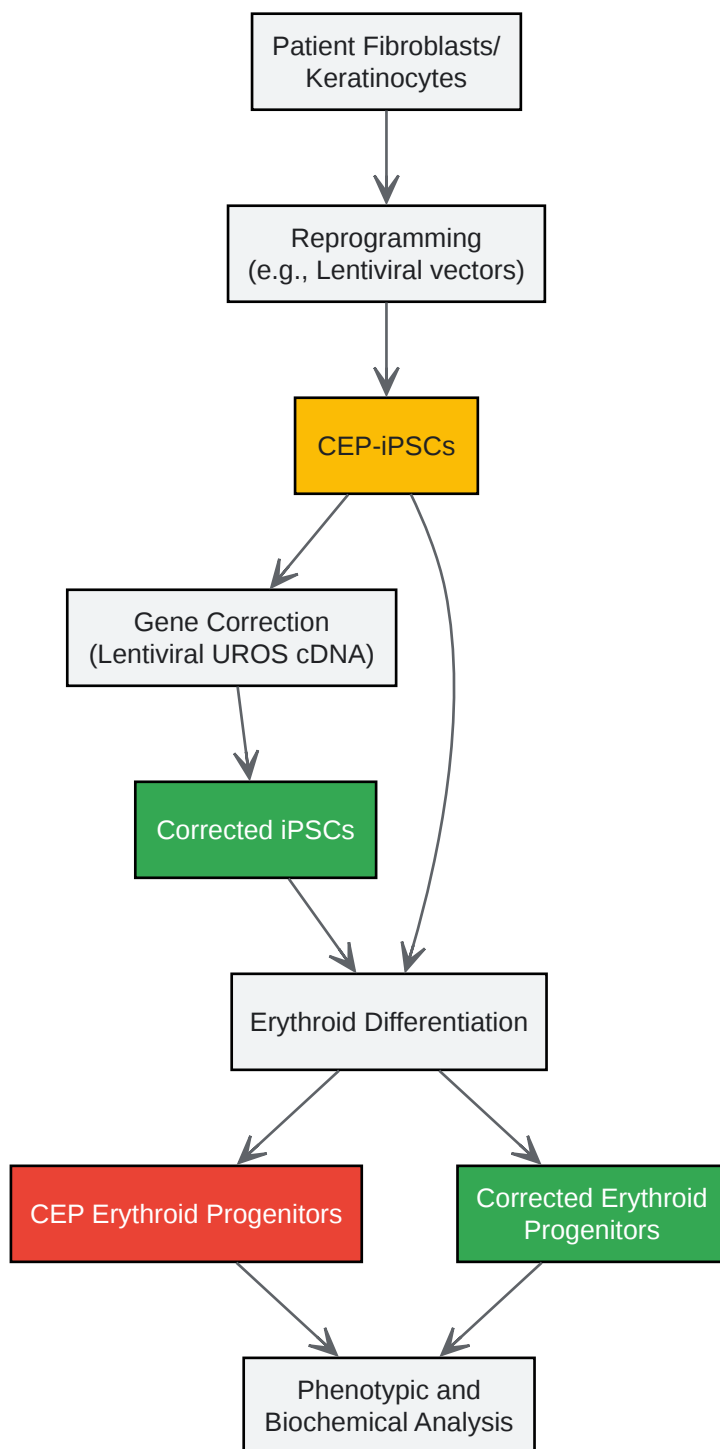 Patient Fibroblasts/
Keratinocytes
Reprogramming
(e.g., Lentiviral vectors)
CEP-iPSCs
Gene Correction
(Lentiviral UROS cDNA)
Corrected iPSCs
Erythroid Differentiation
CEP Erythroid Progenitors
Corrected Erythroid
Progenitors
Phenotypic and
Biochemical Analysis